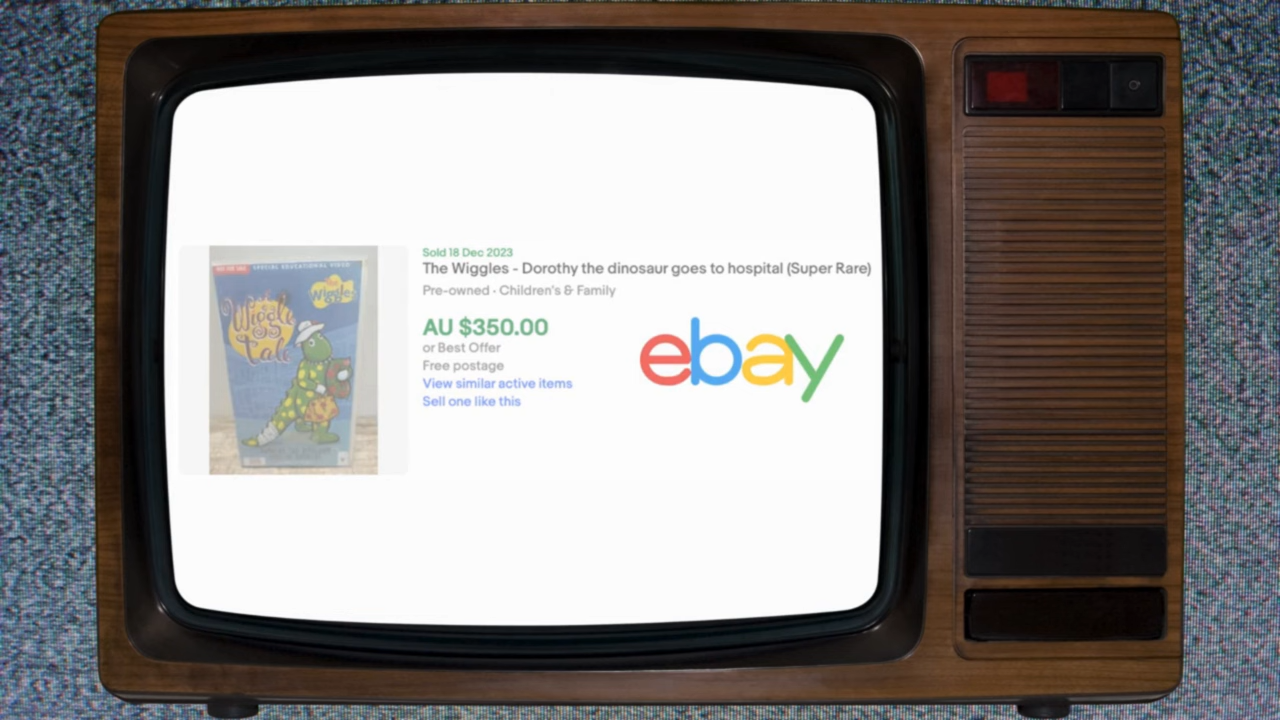 SPECIAL EDUCATIONAL VIDEO
The
Wiggles
Wiggly
Tale
Sold 18 Dec 2023
The Wiggles - Dorothy the dinosaur goes to hospital (Super Rare)
Pre-owned · Children's & Family
AU $350.00
or Best Offer
Free postage
View similar active items
Sell one like this
ebay